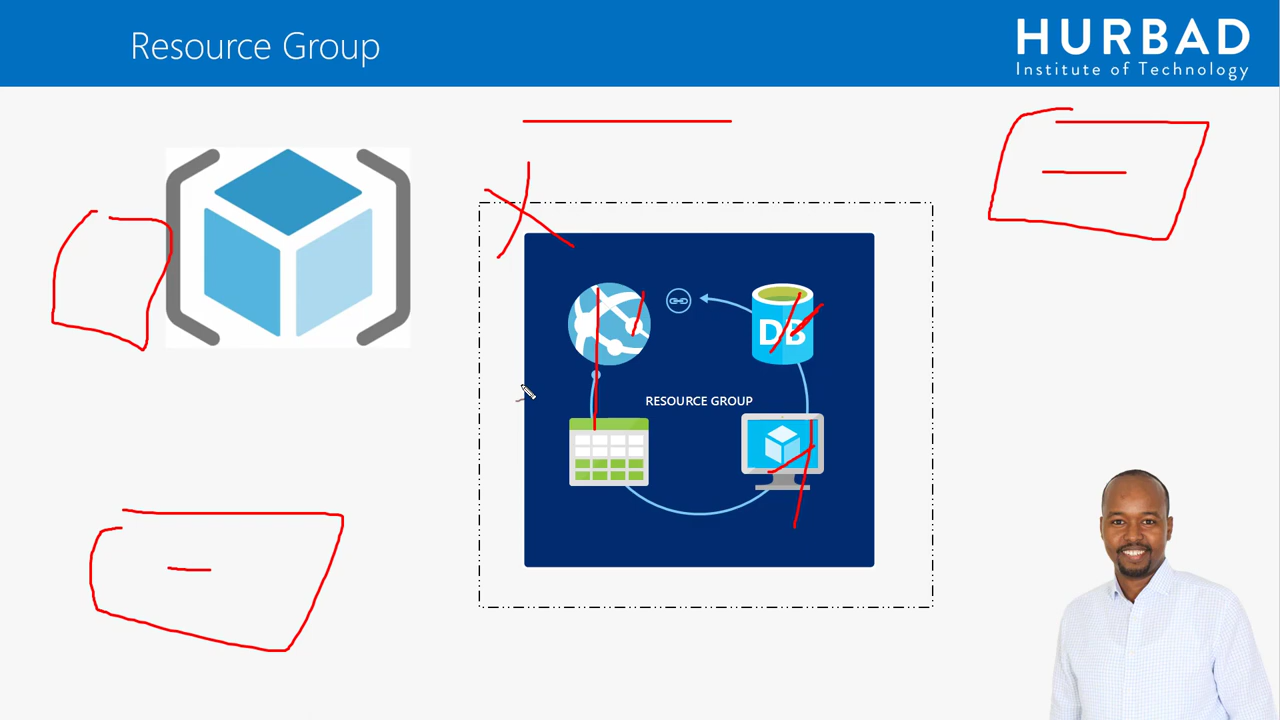 Resource Group
HURBAD
Institute of Technology
DB
RESOURCE GROUP